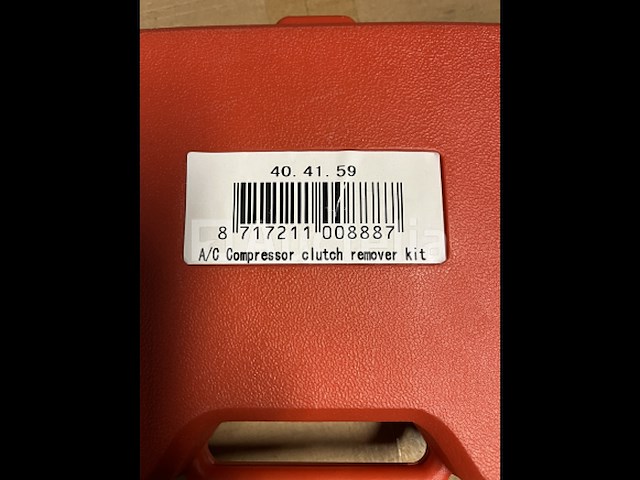 40. 41. 59
8 717211 008887
A/C Compressor clutch remover kit